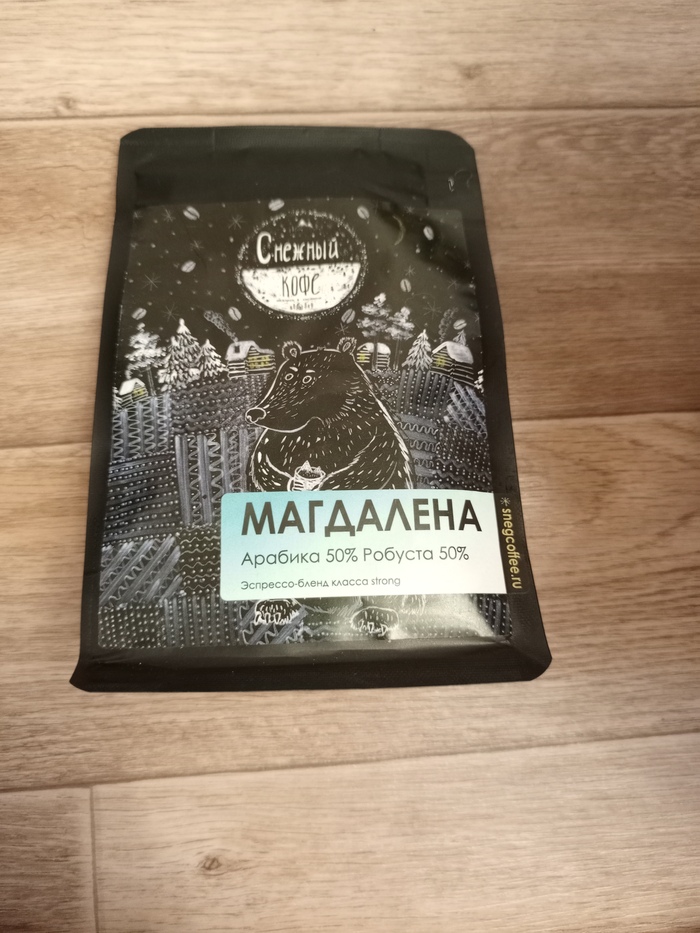 Снежный
кофе
МАГДАЛЕНА
Арабика 50% Робуста 50%
Эспрессо-бленд класса strong
snegcoffee.ru